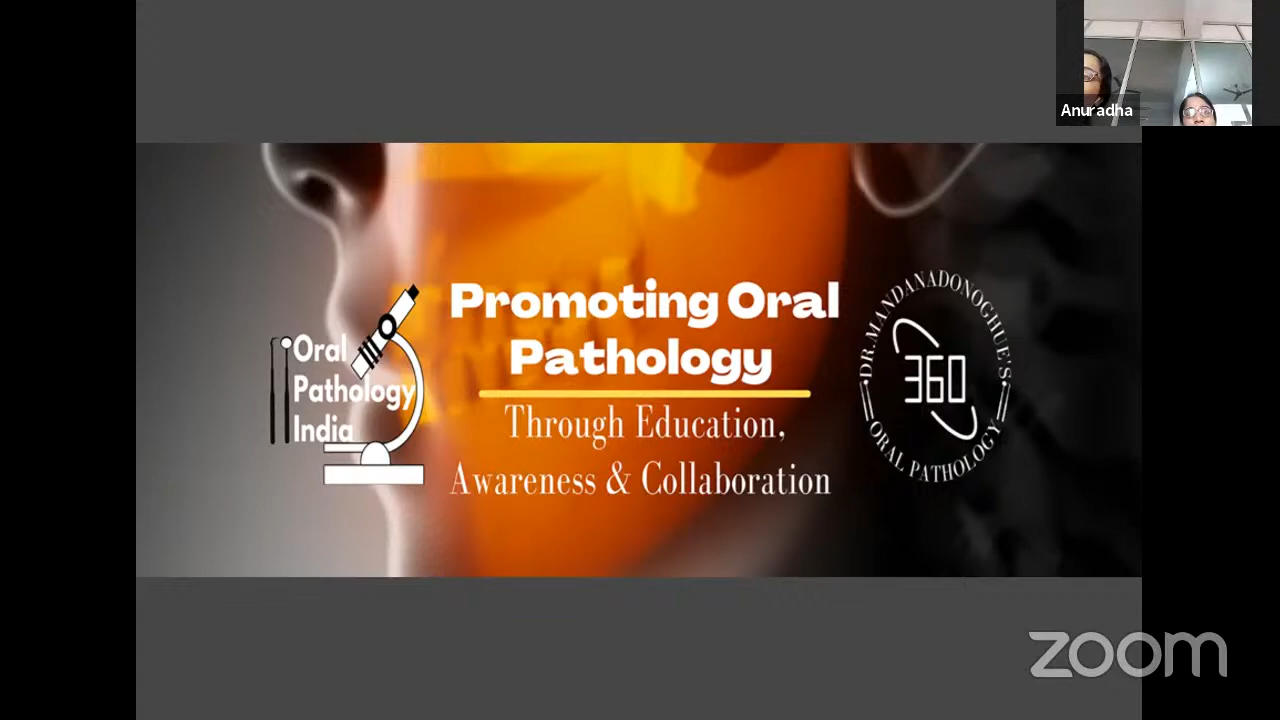 Anuradha
Oral
Pathology
India
Promoting Oral
Pathology
Through Education,
Awareness & Collaboration
DR.MANDANADONOGHUE'S
360
ORAL PATHOLOGY
zoom